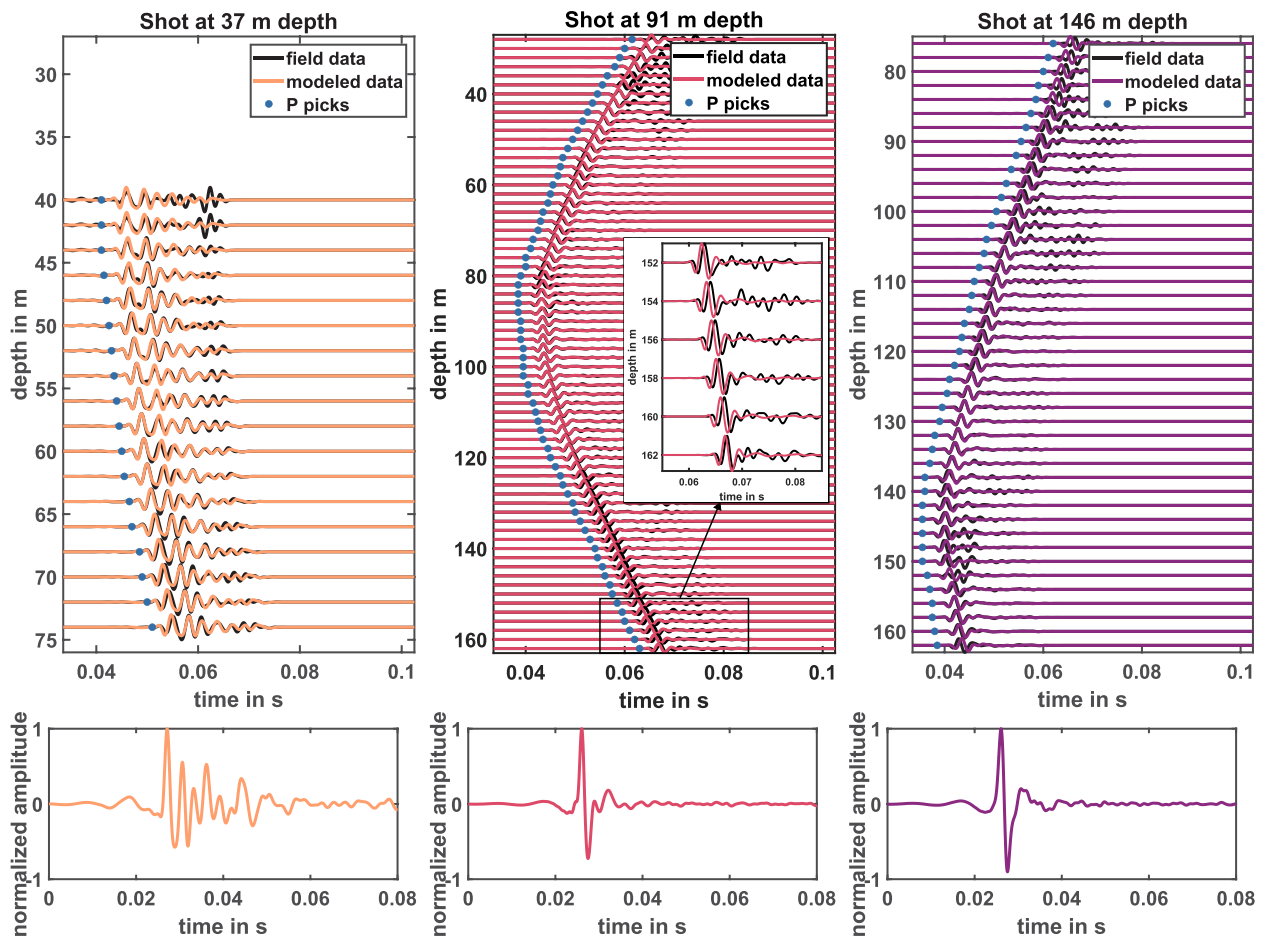 Shot at 37 m depth
field data
modeled data
P picks
30
35
40
45
50
55
60
65
70
75
depth in m
0.04
0.06
0.08
0.1
time in s
Shot at 91 m depth
field data
modeled data
P picks
40
60
80
100
120
140
160
depth in m
0.04
0.06
0.08
0.1
time in s
152
154
156
158
160
162
depth in m
0.06
0.07
0.08
time in s
Shot at 146 m depth
field data
modeled data
P picks
80
90
100
110
120
130
140
150
160
depth in m
0.04
0.06
0.08
0.1
time in s
normalized amplitude
1
0
-1
0
0.02
0.04
0.06
0.08
time in s
normalized amplitude
1
0
-1
0
0.02
0.04
0.06
0.08
time in s
normalized amplitude
1
0
-1
0
0.02
0.04
0.06
0.08
time in s